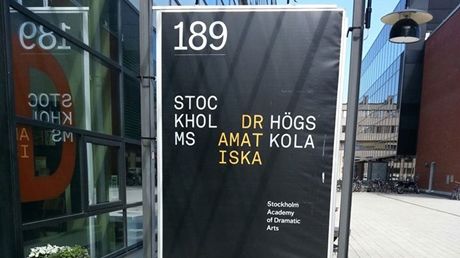 189
STOC
KHOL DR HÖGS
MS AMAT KOLA
ISKA
Stockholm
Academy
of Dramatic
Arts